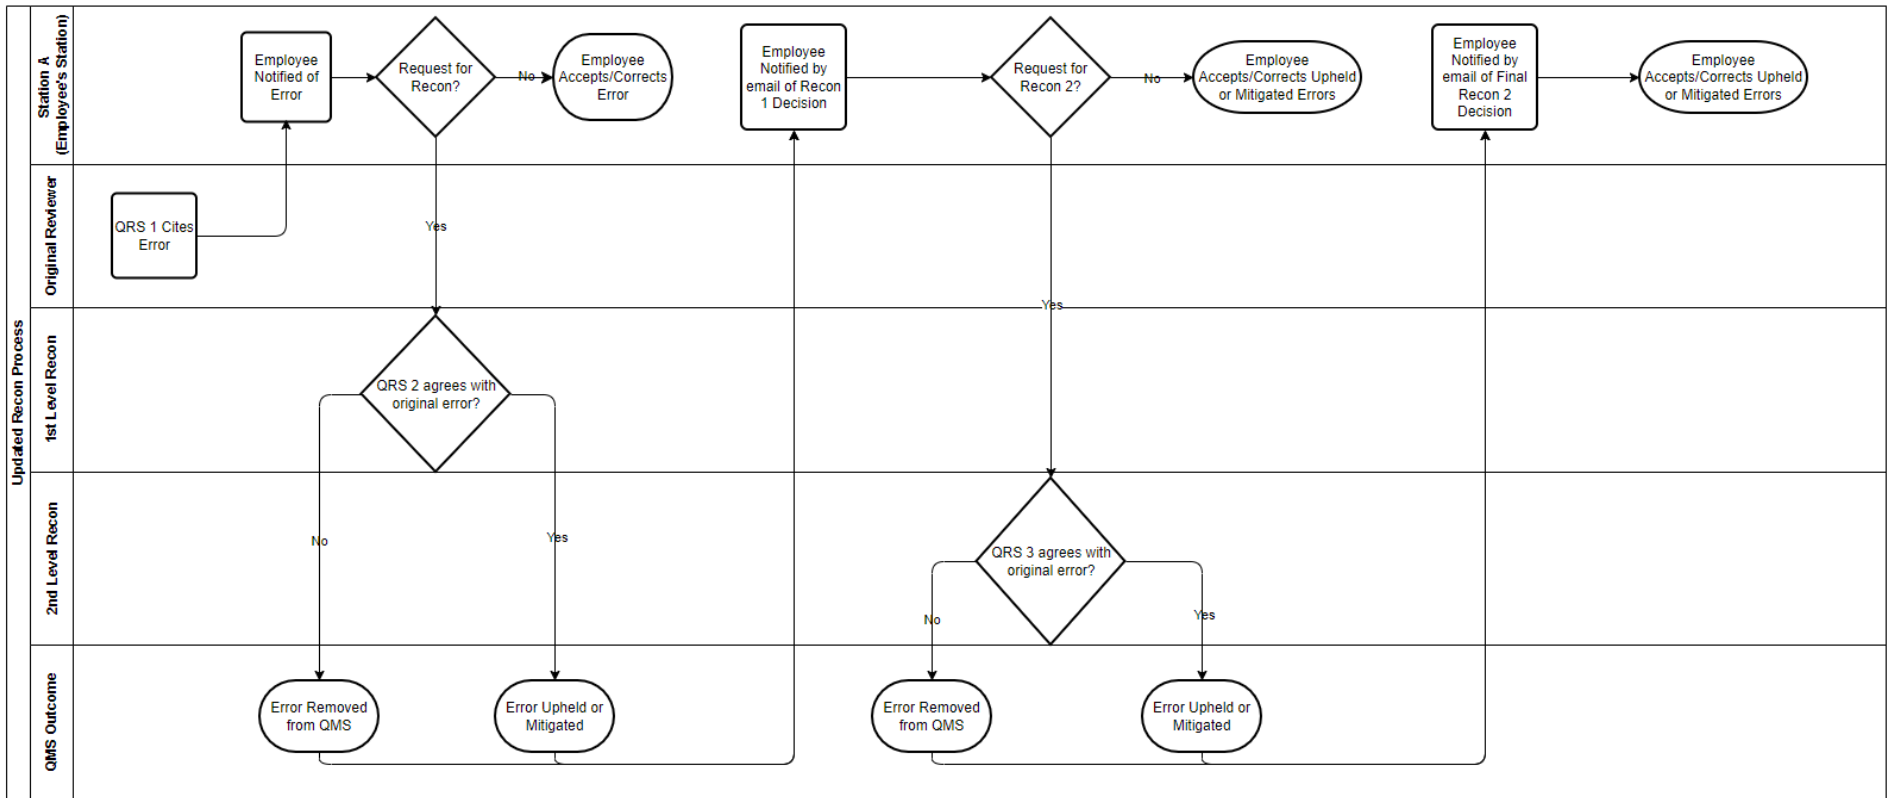 Updated Recon Process
Station A
(Employee's Station)
Employee
Notified of
Error
Request for
Recon?
No
Employee
Accepts/Corrects
Error
Employee
Notified by
email of Recon
1 Decision
Request for
Recon 2?
No
Employee
Accepts/Corrects Upheld
or Mitigated Errors
Employee
Notified by
email of Final
Recon 2
Decision
Employee
Accepts/Corrects Upheld
or Mitigated Errors
Original Reviewer
QRS 1 Cites
Error
Yes
Yes
1st Level Recon
QRS 2 agrees with
original error?
2nd Level Recon
No
Yes
QRS 3 agrees with
original error?
No
Yes
QMS Outcome
Error Removed
from QMS
Error Upheld or
Mitigated
Error Removed
from QMS
Error Upheld or
Mitigated